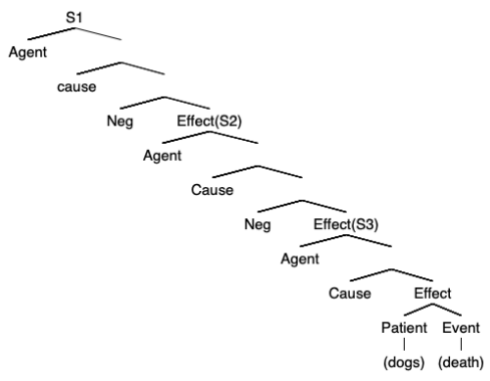 S1
Agent
cause
Neg Effect(S2)
Agent
Cause
Neg Effect(S3)
Agent
Cause Effect
Patient Event
(dogs) (death)